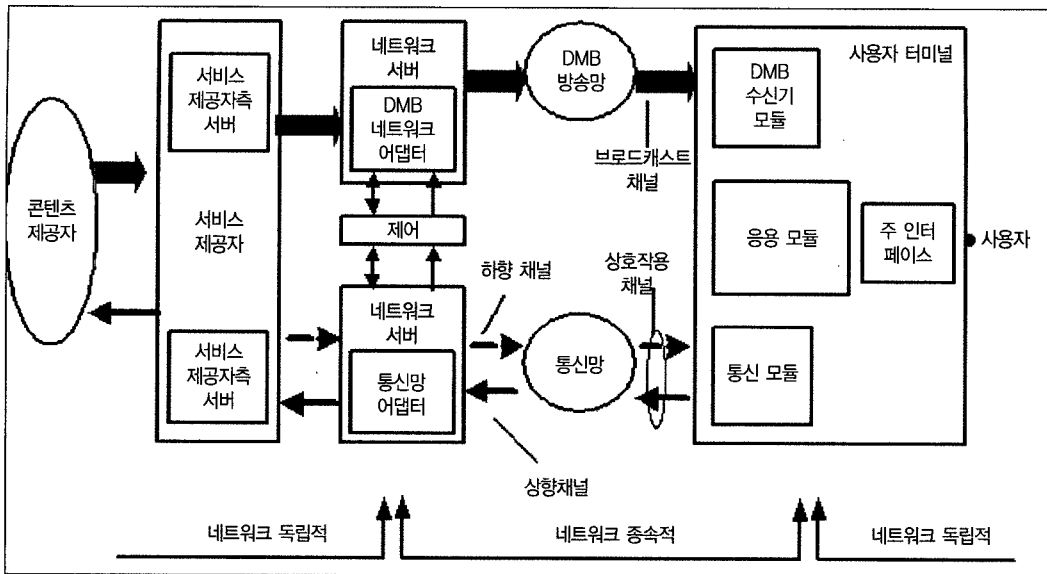 콘텐츠
제공자
서비스
제공자측
서버
서비스
제공자
서비스
제공자측
서버
네트워크
서버
DMB
네트워크
어댑터
제어
네트워크
서버
통신망
어댑터
DMB
방송망
브로드캐스트
채널
하향 채널
상호작용
채널
통신망
상향채널
사용자 터미널
DMB
수신기
모듈
응용 모듈
주 인터
페이스
통신 모듈
사용자
네트워크 독립적
네트워크 종속적
네트워크 독립적